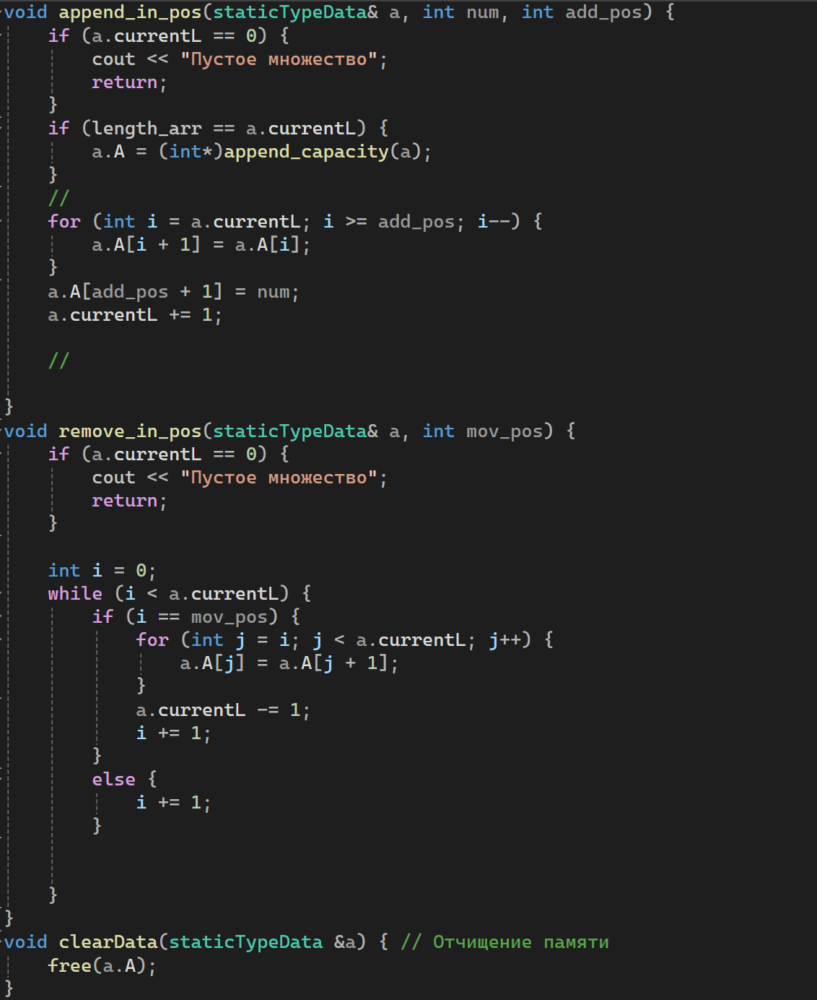 void append_in_pos(staticTypeData& a, int num, int add_pos) {
    if (a.currentL == 0) {
        cout << "Пустое множество";
        return;
    }
    if (length_arr == a.currentL) {
        a.A = (int*)append_capacity(a);
    }
    //
    for (int i = a.currentL; i >= add_pos; i--) {
        a.A[i + 1] = a.A[i];
    }
    a.A[add_pos + 1] = num;
    a.currentL += 1;
    //
}
void remove_in_pos(staticTypeData& a, int mov_pos) {
    if (a.currentL == 0) {
        cout << "Пустое множество";
        return;
    }
    int i = 0;
    while (i < a.currentL) {
        if (i == mov_pos) {
            for (int j = i; j < a.currentL; j++) {
                a.A[j] = a.A[j + 1];
            }
            a.currentL -= 1;
            i += 1;
        }
        else {
            i += 1;
        }
    }
}
void clearData(staticTypeData &a) { // Отчищение памяти
    free(a.A);
}